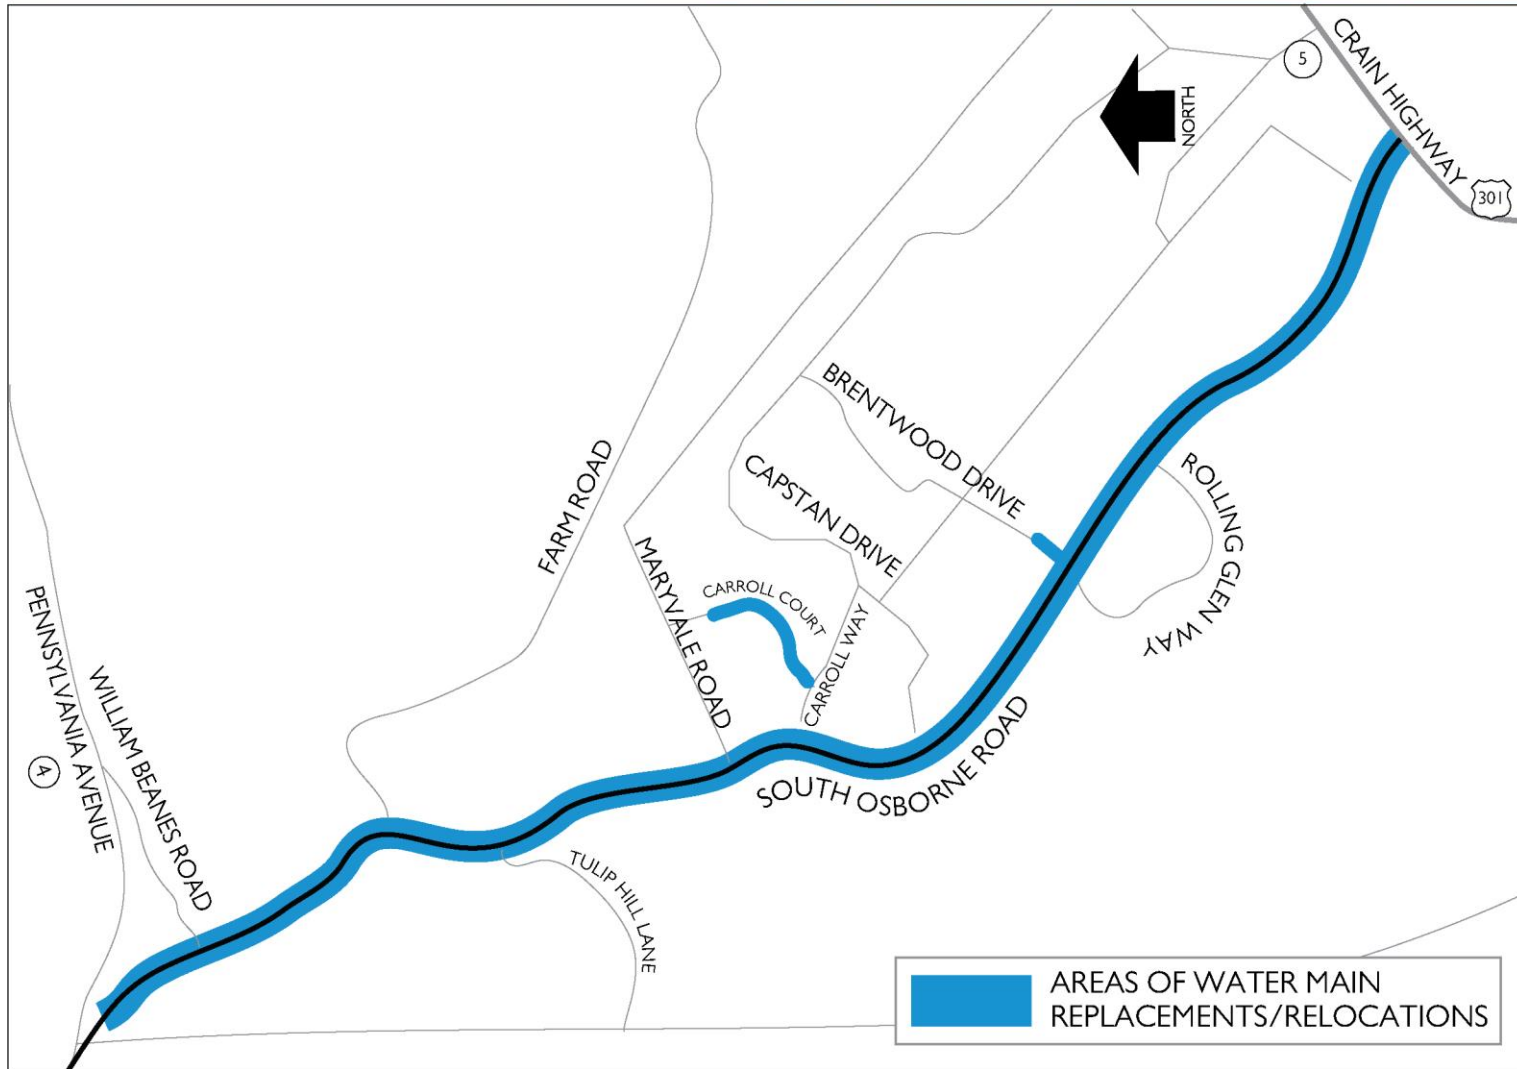 CRAIN HIGHWAY
5
301
NORTH
BRENTWOOD DRIVE
CAPSTAN DRIVE
FARM ROAD
ROLLING GLEN WAY
MARYVALE ROAD
CARROLL COURT
CARROLL WAY
PENNSYLVANIA AVENUE
4
WILLIAM BEANES ROAD
SOUTH OSBORNE ROAD
TULIP HILL LANE
AREAS OF WATER MAIN
REPLACEMENTS/RELOCATIONS